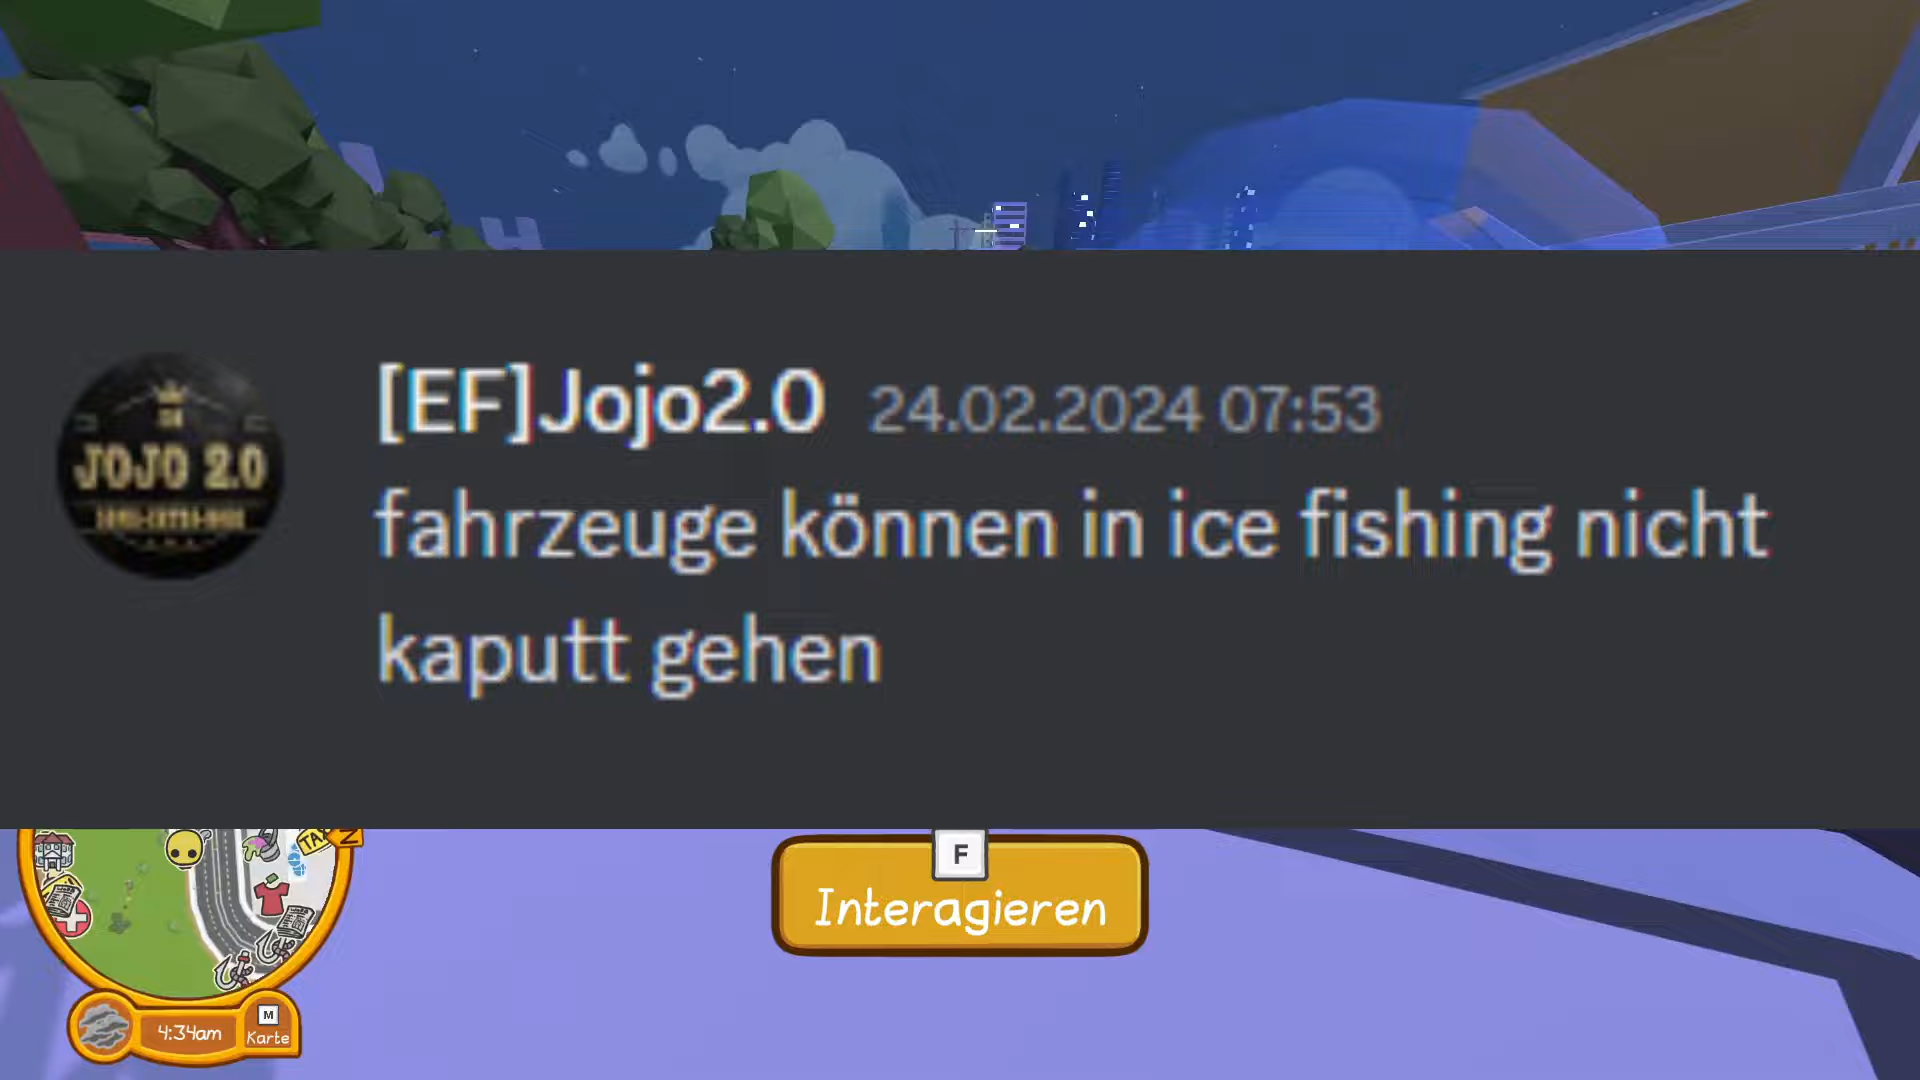 [EF]Jojo2.0 24.02.2024 07:53
JOJO 2.0
fahrzeuge können in ice fishing nicht
kaputt gehen
TAX
N
F
Interagieren
4:34am
M
Karte